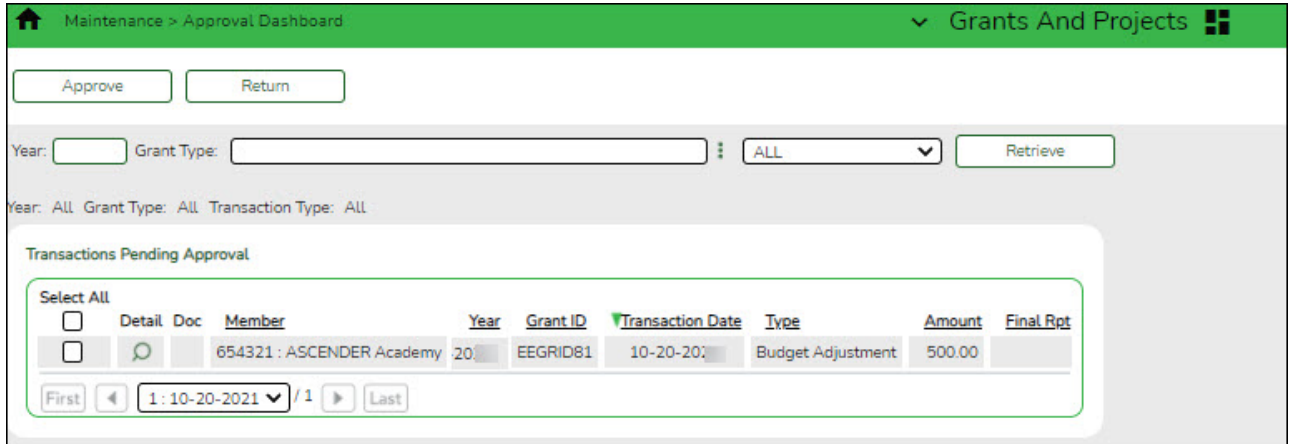 Maintenance > Approval Dashboard Grants And Projects
Approve Return
Year: Grant Type: ALL Retrieve
Year: All Grant Type: All Transaction Type: All
Transactions Pending Approval
Select All
Detail Doc Member Year Grant ID Transaction Date Type Amount Final Rpt
654321 : ASCENDER Academy EEGRID81 Budget Adjustment 500.00
First 1 : 10-20-2021 / 1 Last